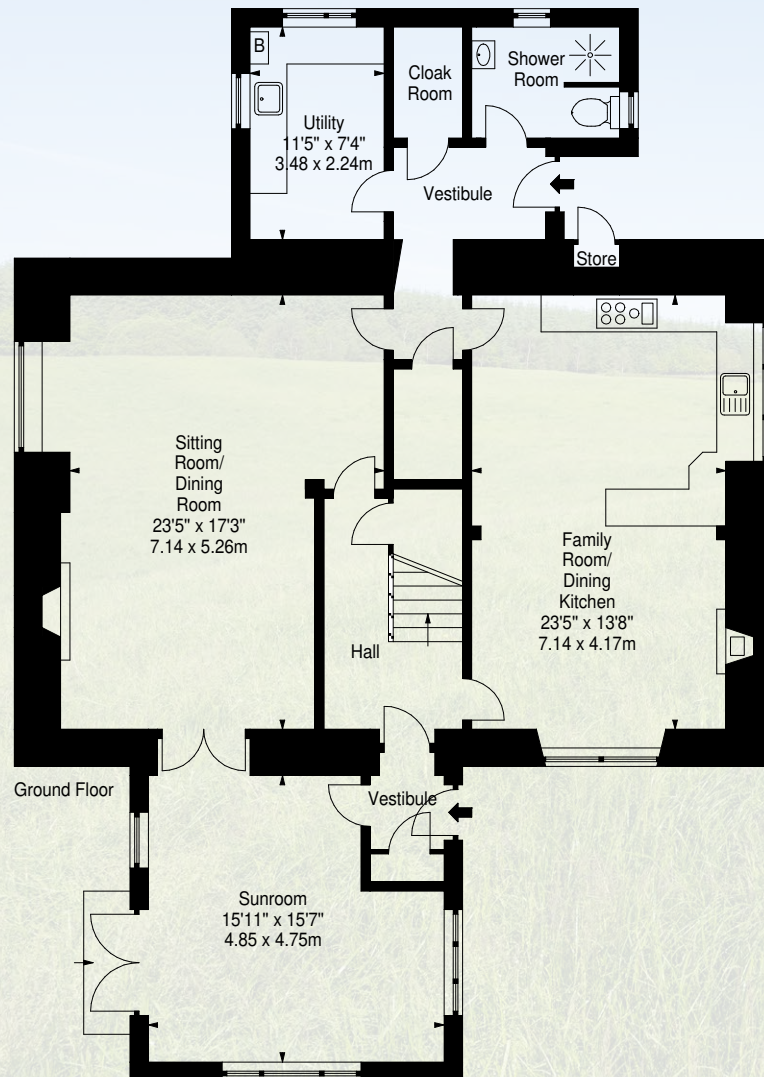 B
Cloak
Room
Shower
Room
Utility
11'5" x 7'4"
3.48 x 2.24m
Vestibule
Store
Sitting
Room/
Dining
Room
23'5" x 17'3"
7.14 x 5.26m
Family
Room/
Dining
Kitchen
23'5" x 13'8"
7.14 x 4.17m
Hall
Ground Floor
Vestibule
Sunroom
15'11" x 15'7"
4.85 x 4.75m